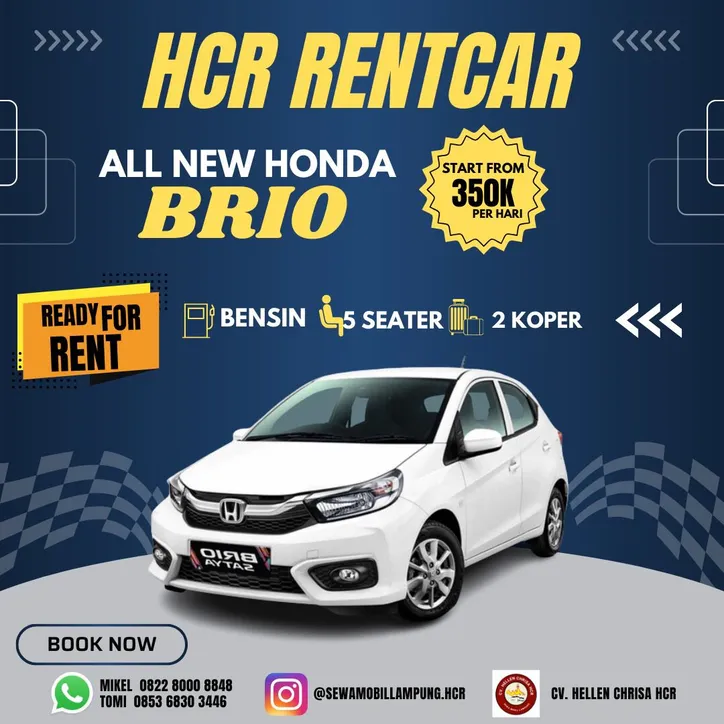 HCR RENTCAR
ALL NEW HONDA
BRIO
START FROM
350K
PER HARI
READY FOR
RENT
BENSIN
5 SEATER
2 KOPER
BRIO
SATYA
BOOK NOW
MIKEL 0822 8000 8848
TOMI 0853 6830 3446
@SEWAMOBILLAMPUNG.HCR
CV. HELLEN CHRISA HCR